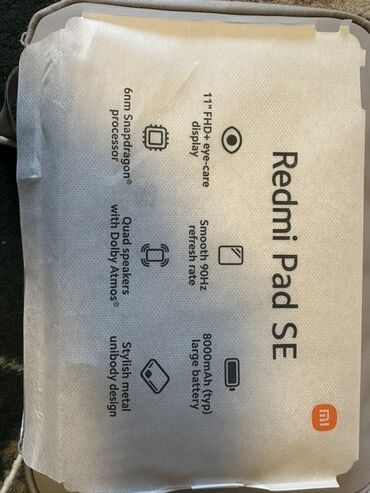 Redmi Pad SE
11" FHD+ eye-care
display
Smooth 90Hz
refresh rate
8000mAh (typ)
large battery
6nm Snapdragon®
processor
Quad speakers
with Dolby Atmos®
Stylish metal
unibody design
mi